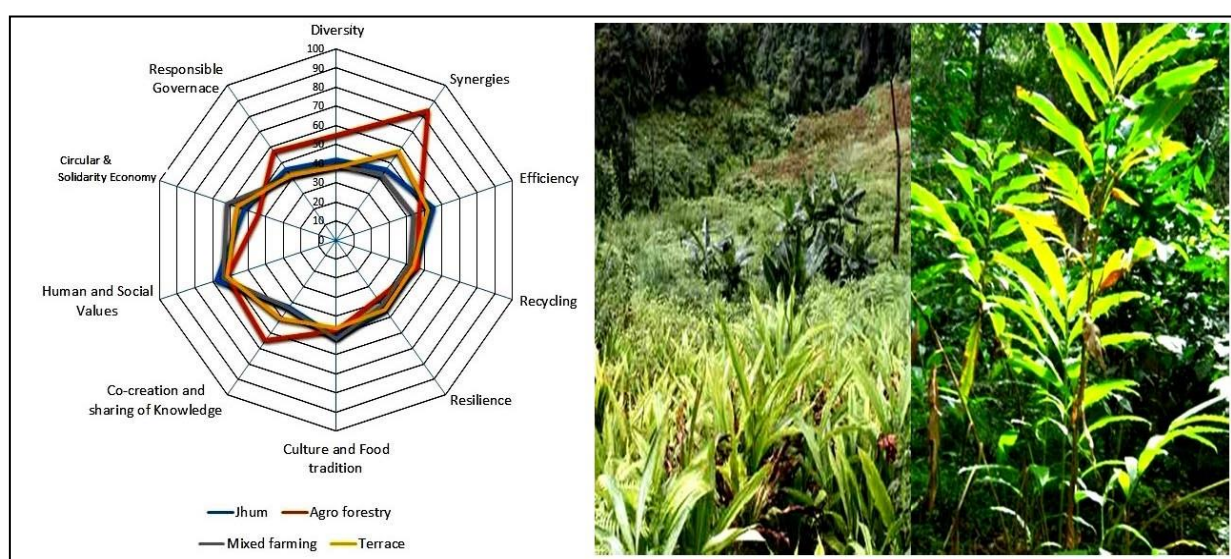 Diversity
100
90
80
70
60
50
40
30
20
10
0
Synergies
Efficiency
Recycling
Resilience
Culture and Food
tradition
Co-creation and
sharing of Knowledge
Human and Social
Values
Circular &
Solidarity Economy
Responsible
Governace
Jhum
Agro forestry
Mixed farming
Terrace